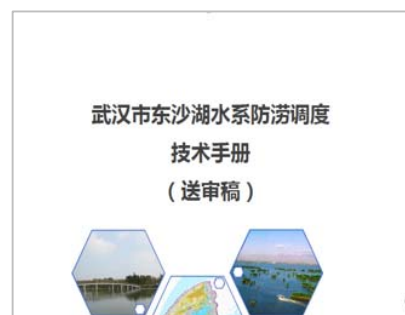 武汉市东沙湖水系防涝调度
技术手册
（送审稿）